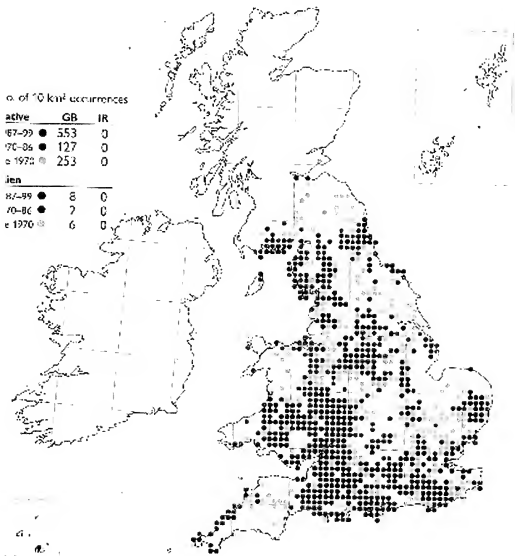 o. of 10 km² occurrences
ative GB IR
'87–99 553 0
'70–86 127 0
e 1970 253 0
ien
87–99 8 0
70–86 2 0
e 1970 6 0